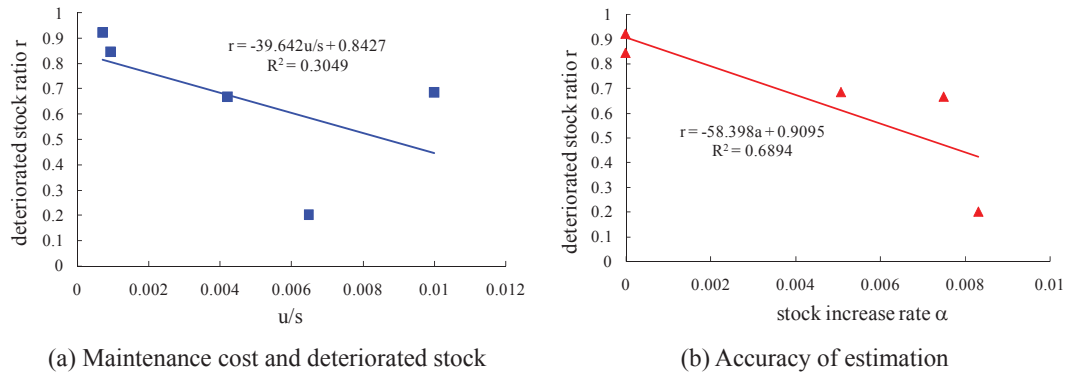 1
0.9
0.8
0.7
0.6
0.5
0.4
0.3
0.2
0.1
0
deteriorated stock ratio r
r = -39.642u/s + 0.8427
R² = 0.3049
0 0.002 0.004 0.006 0.008 0.01 0.012
u/s
(a) Maintenance cost and deteriorated stock
1
0.9
0.8
0.7
0.6
0.5
0.4
0.3
0.2
0.1
0
deteriorated stock ratio r
r = -58.398a + 0.9095
R² = 0.6894
0 0.002 0.004 0.006 0.008 0.01
stock increase rate α
(b) Accuracy of estimation